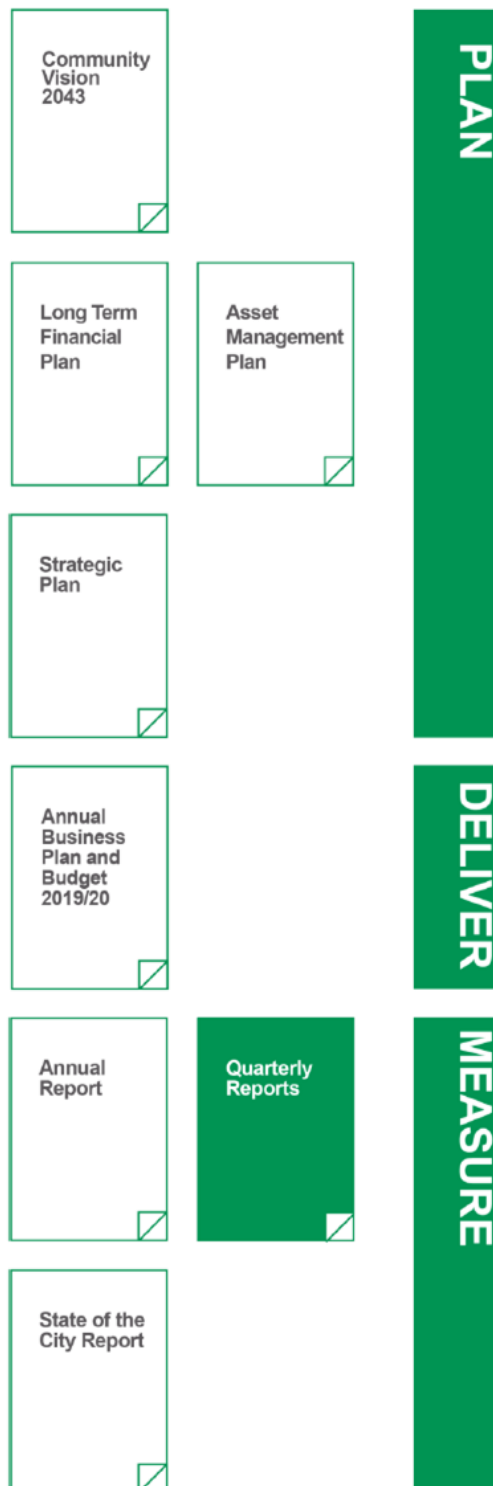 Community
Vision
2043
PLAN
Long Term
Financial
Plan
Asset
Management
Plan
Strategic
Plan
Annual
Business
Plan and
Budget
2019/20
DELIVER
Annual
Report
Quarterly
Reports
MEASURE
State of the
City Report